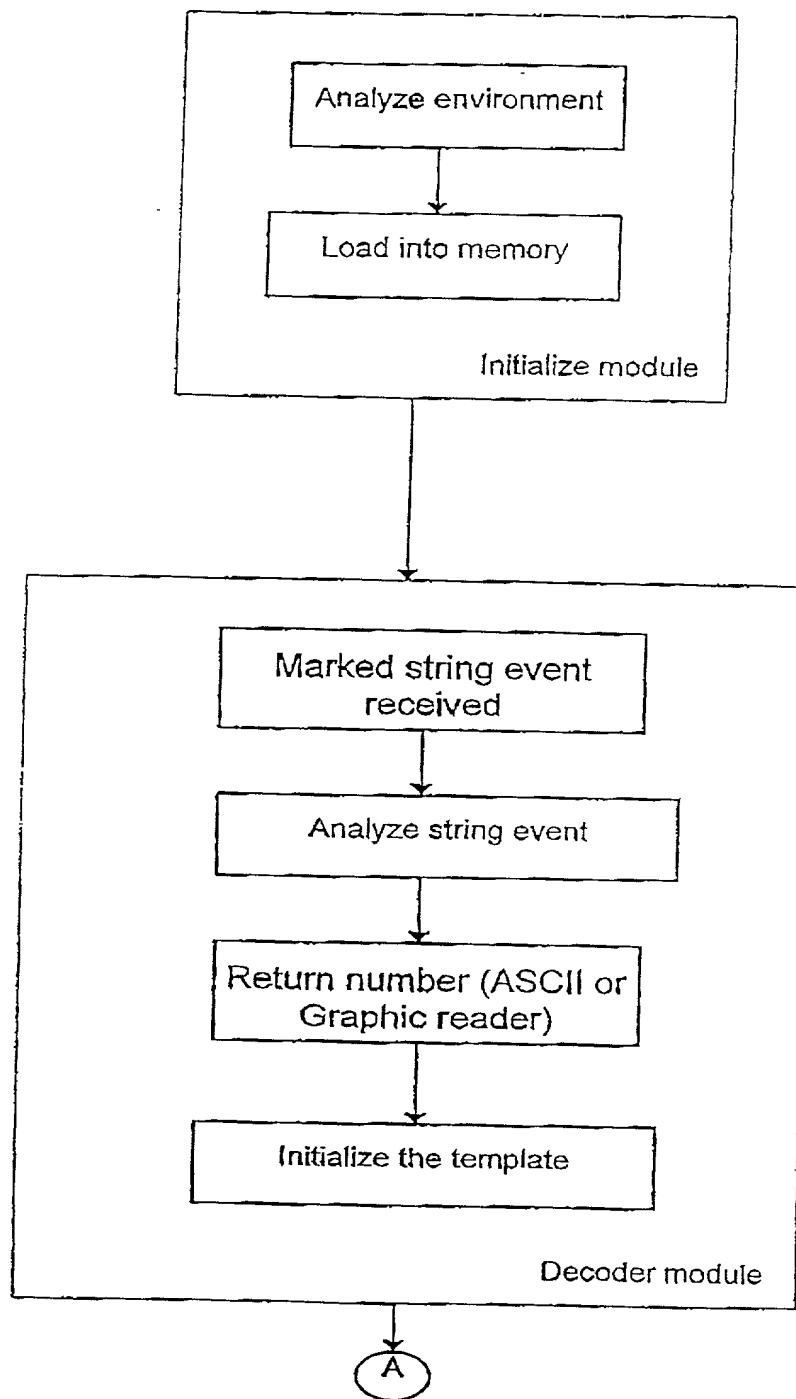 Analyze environment
Load into memory
Initialize module
Marked string event
received
Analyze string event
Return number (ASCII or
Graphic reader)
Initialize the template
Decoder module
A